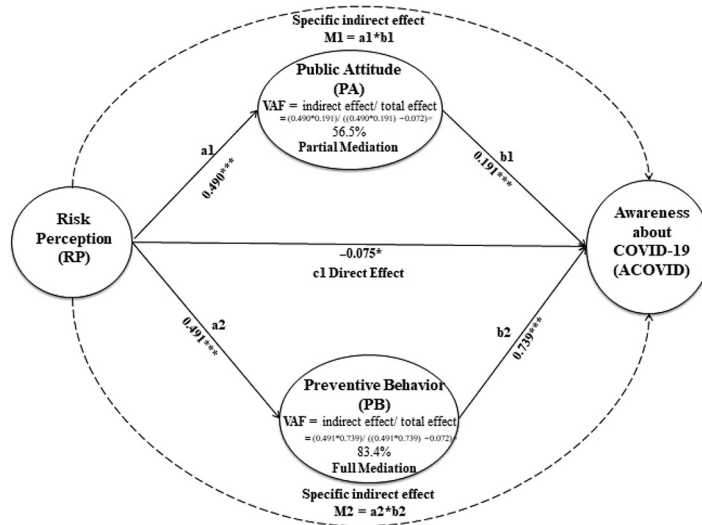 Specific indirect effect
M1 = a1*b1
Public Attitude
(PA)
VAF = indirect effect/ total effect
= (0.490*0.191)/ ((0.490*0.191) +0.072)=
56.5%
Partial Mediation
a1
0.490***
b1
0.191***
Risk
Perception
(RP)
Awareness
about
COVID-19
(ACOVID)
–0.075*
c1 Direct Effect
a2
0.491***
b2
0.739***
Preventive Behavior
(PB)
VAF = indirect effect/ total effect
= (0.491*0.739)/ ((0.491*0.739) +0.072)=
83.4%
Full Mediation
Specific indirect effect
M2 = a2*b2